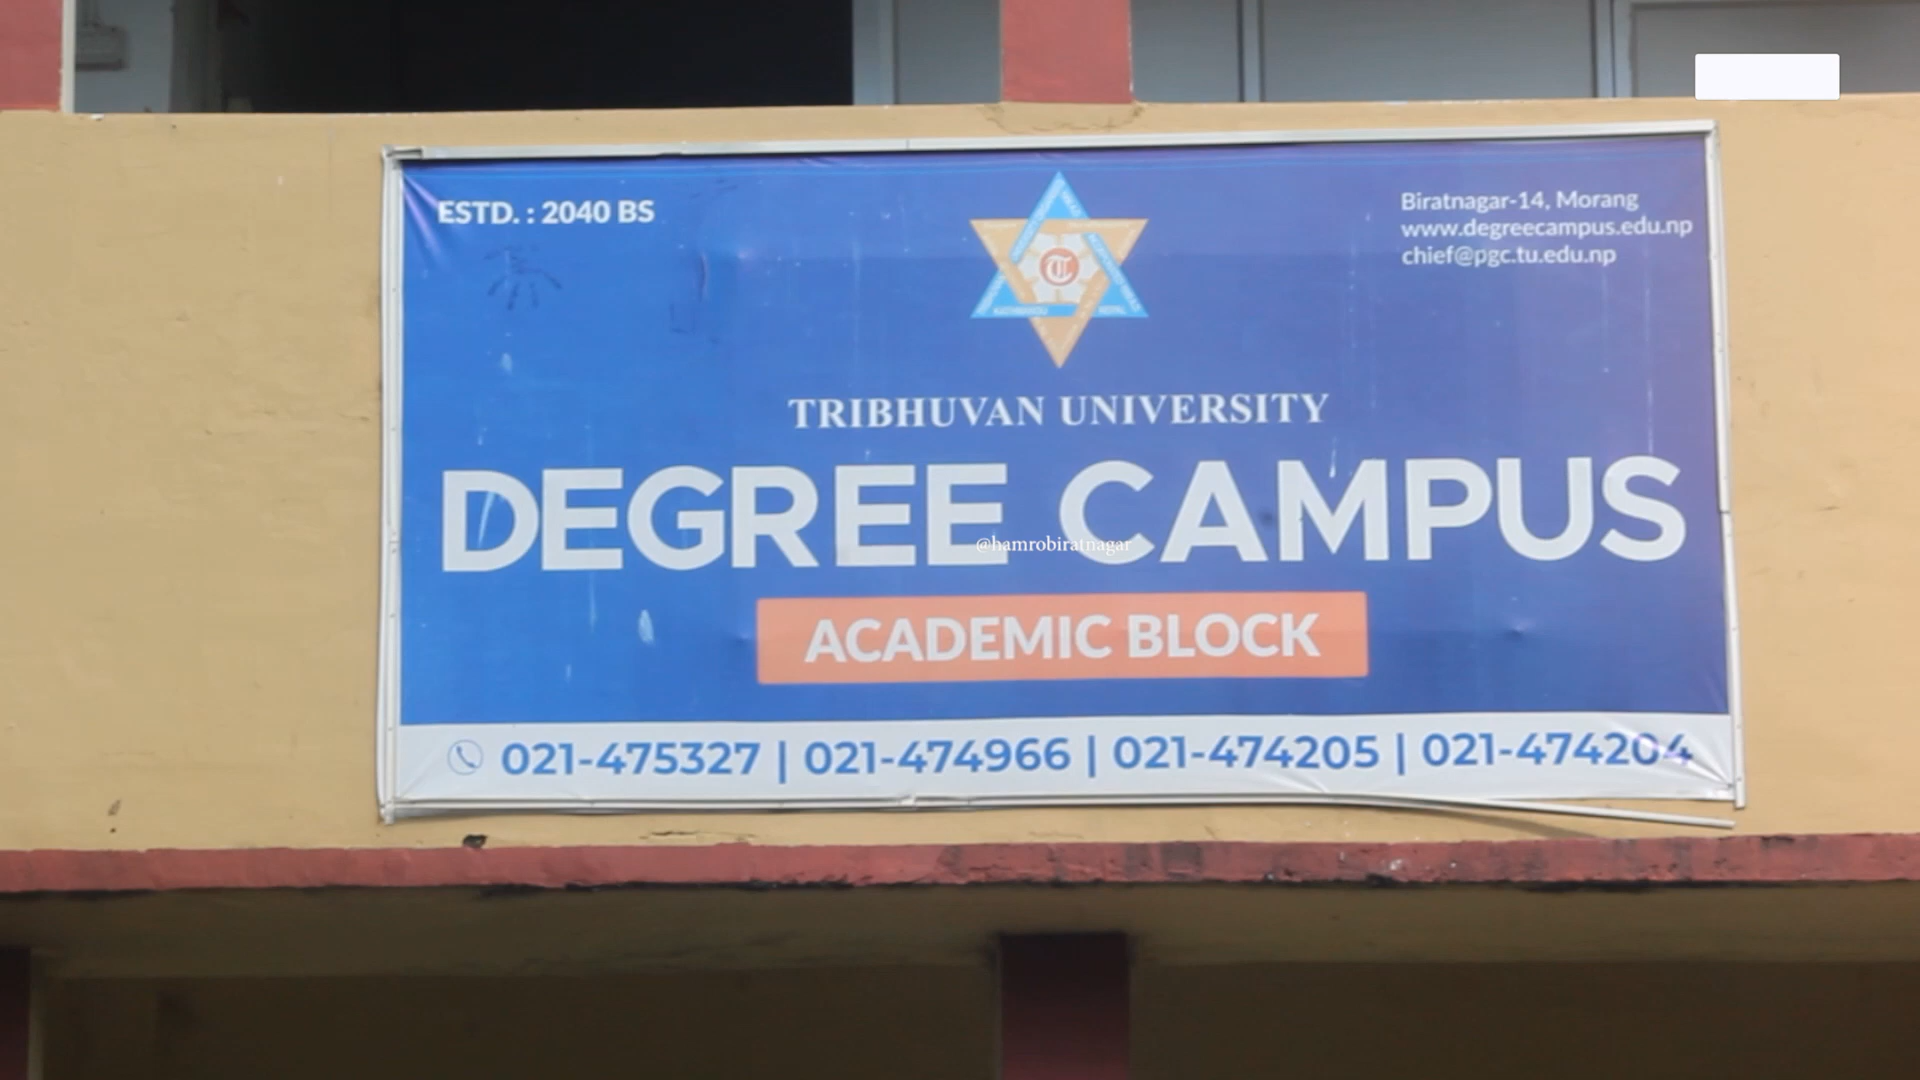 ESTD. : 2040 BS
Biratnagar-14, Morang
www.degreecampus.edu.np
chief@pgc.tu.edu.np
TRIBHUVAN UNIVERSITY
DEGREE CAMPUS
@hamrobiratnagar
ACADEMIC BLOCK
021-475327 | 021-474966 | 021-474205 | 021-474204